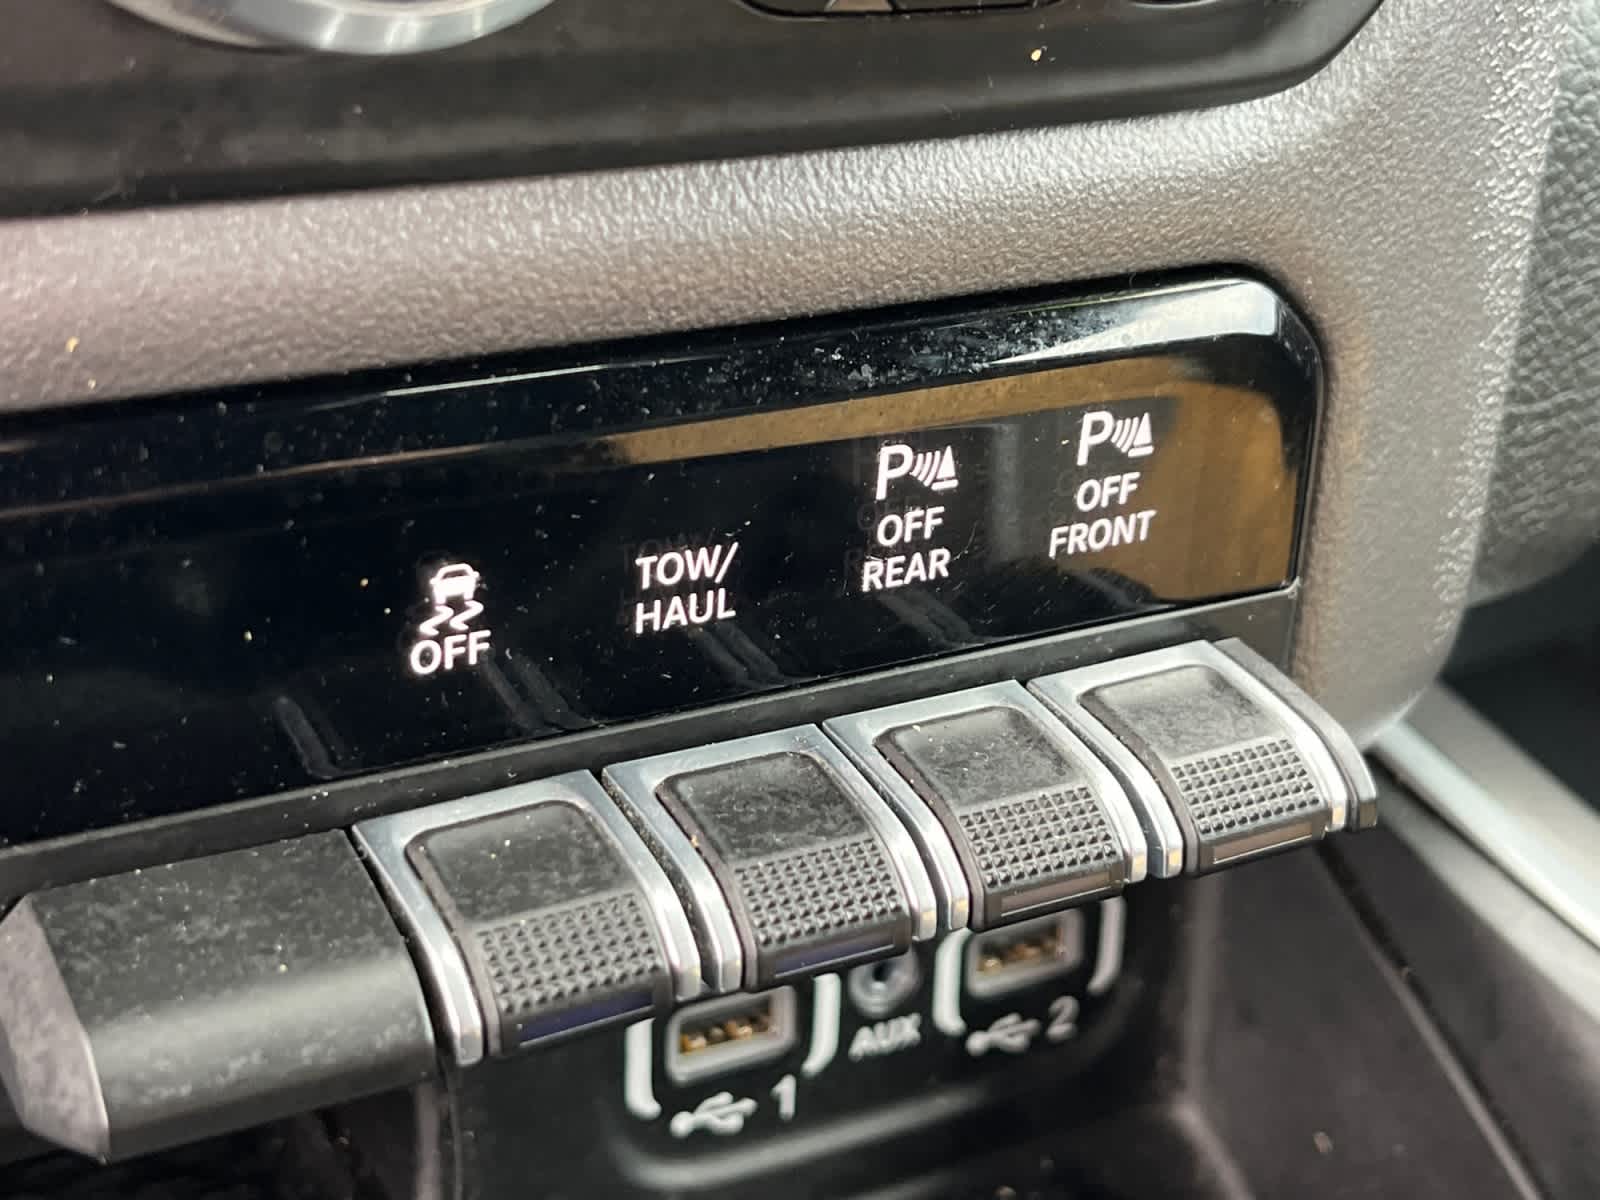 OFF
TOW/
HAUL
P
OFF
REAR
P
OFF
FRONT
1
AUX
2